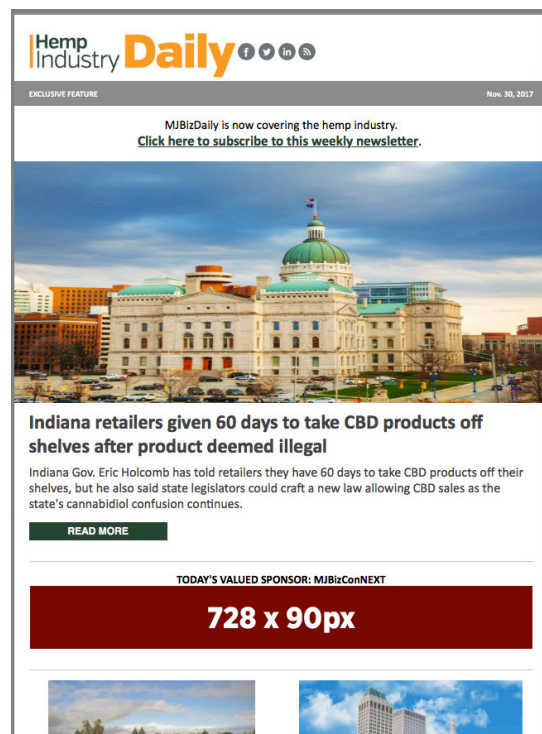 Hemp
Industry Daily
EXCLUSIVE FEATURE Nov. 30, 2017
MJBizDaily is now covering the hemp industry.
Click here to subscribe to this weekly newsletter.
Indiana retailers given 60 days to take CBD products off
shelves after product deemed illegal
Indiana Gov. Eric Holcomb has told retailers they have 60 days to take CBD products off their
shelves, but he also said state legislators could craft a new law allowing CBD sales as the
state's cannabidiol confusion continues.
READ MORE
TODAY'S VALUED SPONSOR: MJBizConNEXT
728 x 90px